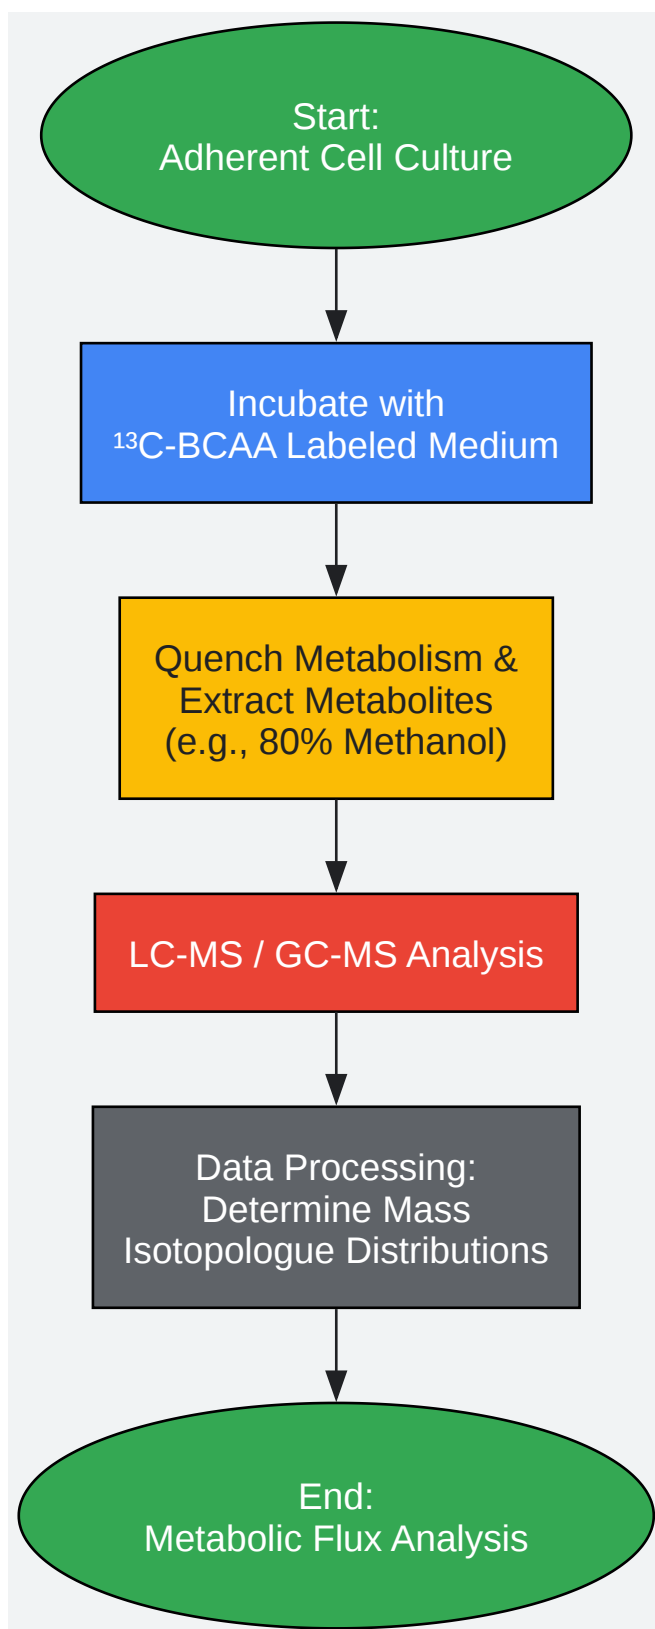 Start:
Adherent Cell Culture
Incubate with
¹³C-BCAA Labeled Medium
Quench Metabolism &
Extract Metabolites
(e.g., 80% Methanol)
LC-MS / GC-MS Analysis
Data Processing:
Determine Mass
Isotopologue Distributions
End:
Metabolic Flux Analysis